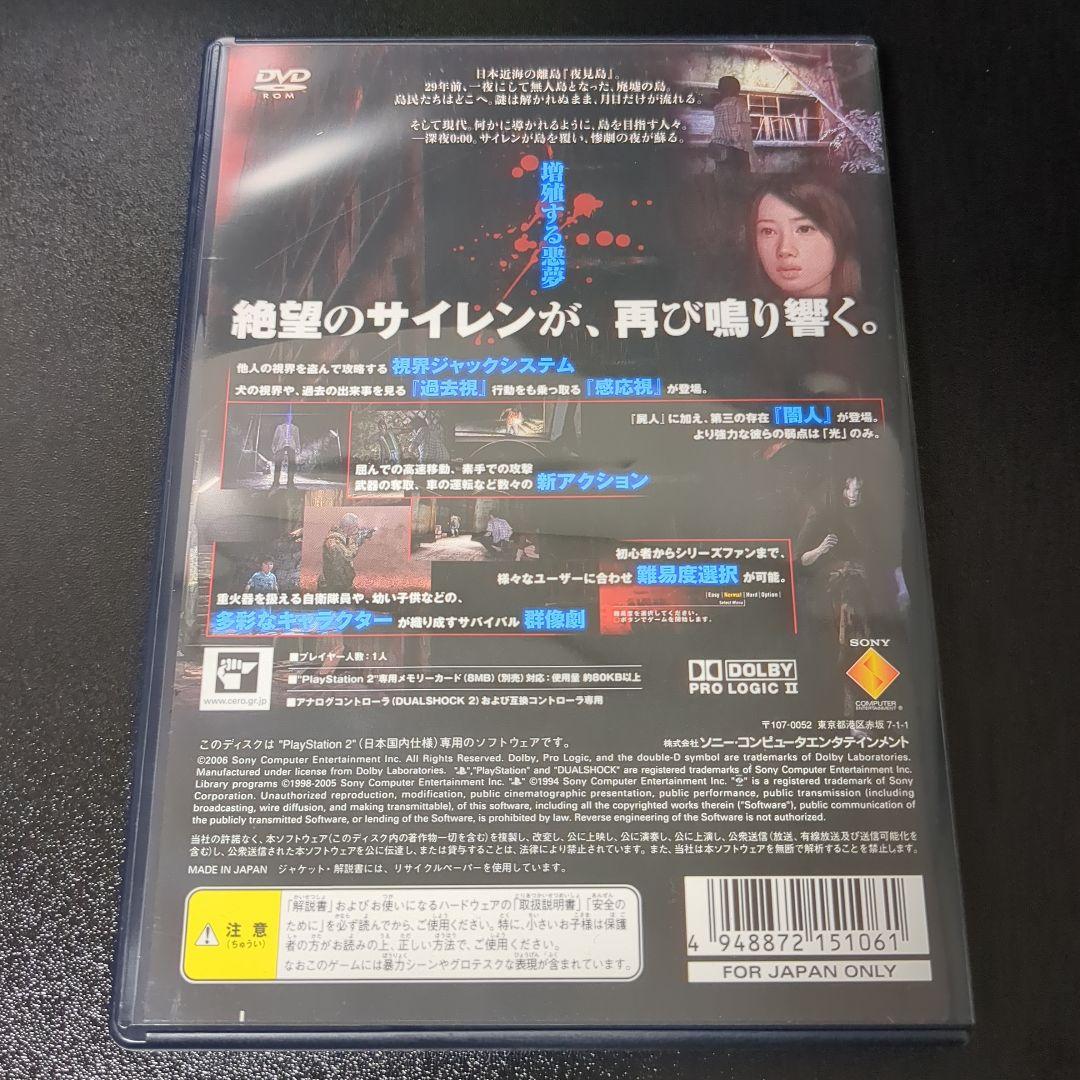 DVD
ROM
日本近海の離島『夜見島』。
29年前、一夜にして無人島となった、廃墟の島。
島民たちはどこへ。謎は解かれぬまま、月日だけが流れる。
そして現代。何かに導かれるように、島を目指す人々。
―深夜0:00。サイレンが島を覆い、惨劇の夜が蘇る。
増殖する悪夢
絶望のサイレンが、再び鳴り響く。
他人の視界を盗んで攻略する 視界ジャックシステム
犬の視界や、過去の出来事を見る『過去視』行動をも乗っ取る『感応視』が登場。
「屍人」に加え、第三の存在『闇人』が登場。
より強力な彼らの弱点は「光」のみ。
屈んでの高速移動、素手での攻撃
武器の奪取、車の運転など数々の 新アクション
初心者からシリーズファンまで、
様々なユーザーに合わせ 難易度選択 が可能。
Easy | Normal | Hard | Option |
Select Menu
難易度を選択してください。
○ボタンでゲームを開始します。
重火器を扱える自衛隊員や、幼い子供などの、
多彩なキャラクター が織り成すサバイバル 群像劇
www.cero.gr.jp
■プレイヤー人数：1人
■"PlayStation 2"専用メモリーカード（8MB）（別売）対応：使用量 約80KB以上
■アナログコントローラ（DUALSHOCK 2）および互換コントローラ専用
DOLBY
PRO LOGIC II
SONY
COMPUTER
ENTERTAINMENT®
〒107-0052 東京都港区赤坂 7-1-1
株式会社 ソニー・コンピュータエンタテインメント
このディスクは "PlayStation 2"（日本国内仕様）専用のソフトウェアです。
©2006 Sony Computer Entertainment Inc. All Rights Reserved. Dolby, Pro Logic, and the double-D symbol are trademarks of Dolby Laboratories.
Manufactured under license from Dolby Laboratories. "","PlayStation" and "DUALSHOCK" are registered trademarks of Sony Computer Entertainment Inc.
Library programs ©1998-2005 Sony Computer Entertainment Inc. "" ©1994 Sony Computer Entertainment Inc. "" is a registered trademark of Sony
Corporation. Unauthorized reproduction, modification, public cinematographic presentation, public performance, public transmission (including
broadcasting, wire diffusion, and making transmittable), of this software, including all the copyrighted works therein ("Software"), public communication of
the publicly transmitted Software, or lending of Software, is prohibited by law. Reverse engineering of the Software is not authorized.
当社の許諾なく、本ソフトウェア（このディスク内の著作物一切を含む）を複製し、改変し、公に上映し、公に演奏し、公に上演し、公衆送信（放送、有線放送及び送信可能化を
含む）し、公衆送信された本ソフトウェアを公に伝達し、または貸与することは、法律により禁止されています。また、当社は本ソフトウェアを無断で解析することを禁止します。
MADE IN JAPAN ジャケット・解説書には、リサイクルペーパーを使用しています。
注意
（ちゅうい）
「解説書」およびお使いになるハードウェアの「取扱説明書」「安全の
ために」を必ず読んでから、ご使用ください。特に、小さいお子様は保護
者の方がお読みの上、正しい方法で、ご使用ください。
なおこのゲームには暴力シーンやグロテスクな表現が含まれています。
4 948872 151061
FOR JAPAN ONLY